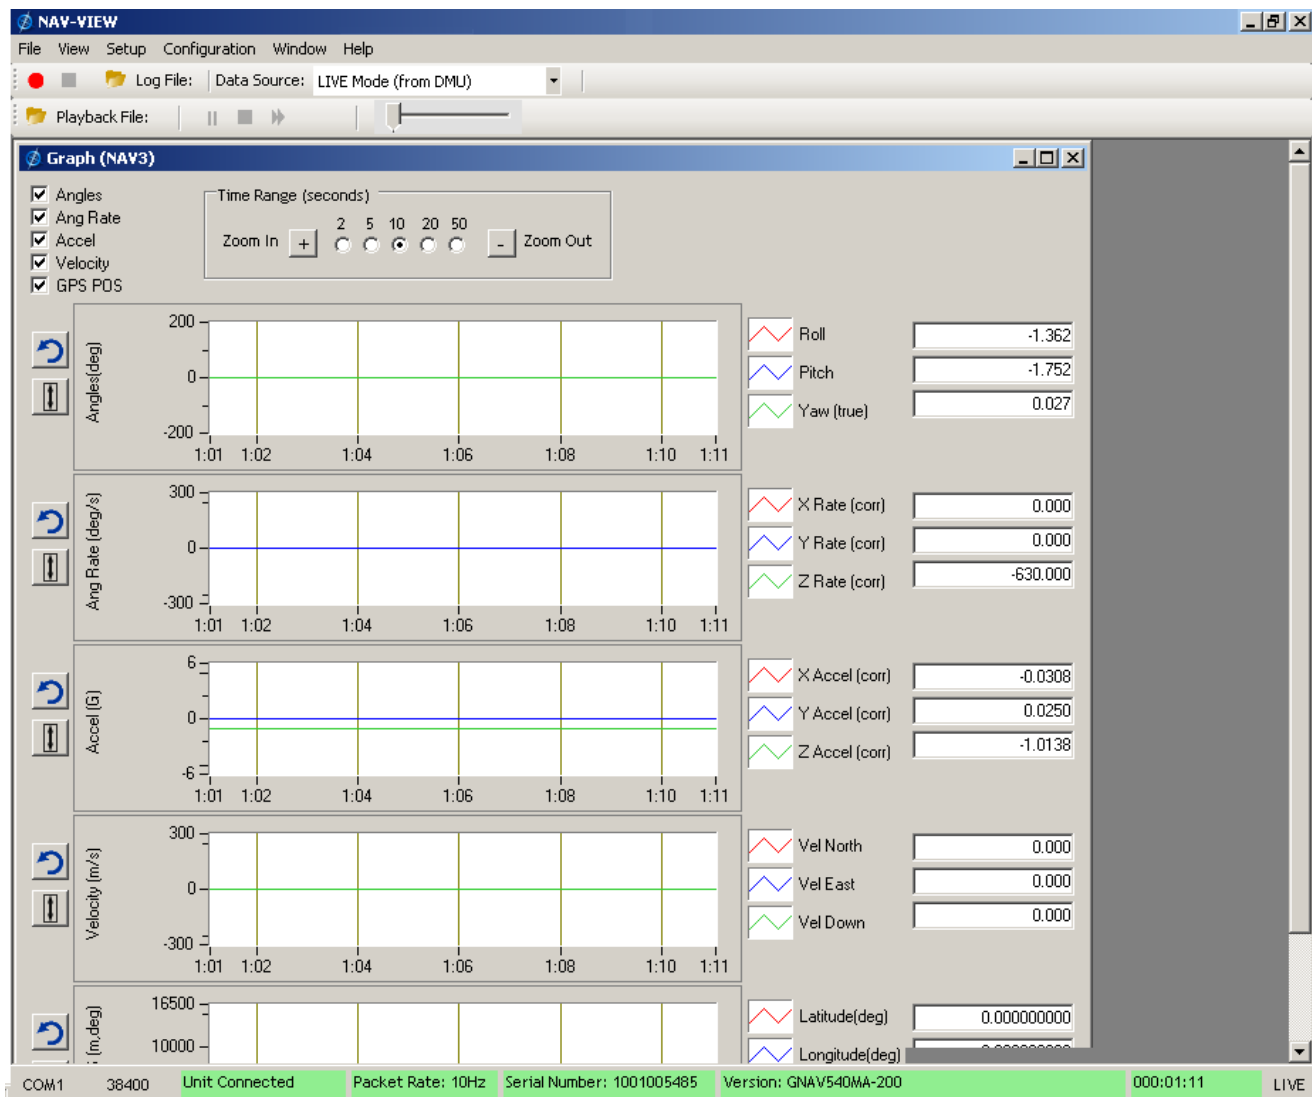 NAV-VIEW
File View Setup Configuration Window Help
Log File: Data Source: LIVE Mode (from DMU)
Playback File:
Graph (NAV3)
Angles
Ang Rate
Accel
Velocity
GPS POS
Time Range (seconds)
2 5 10 20 50
Zoom In + - Zoom Out
Angles(deg)
200
0
-200
1:01 1:02 1:04 1:06 1:08 1:10 1:11
Roll -1.362
Pitch -1.752
Yaw (true) 0.027
Ang Rate (deg/s)
300
0
-300
1:01 1:02 1:04 1:06 1:08 1:10 1:11
X Rate (corr) 0.000
Y Rate (corr) 0.000
Z Rate (corr) -630.000
Accel (G)
6
0
-6
1:01 1:02 1:04 1:06 1:08 1:10 1:11
X Accel (corr) -0.0308
Y Accel (corr) 0.0250
Z Accel (corr) -1.0138
Velocity (m/s)
300
0
-300
1:01 1:02 1:04 1:06 1:08 1:10 1:11
Vel North 0.000
Vel East 0.000
Vel Down 0.000
(m,deg)
16500
10000
Latitude(deg) 0.000000000
Longitude(deg)
COM1 38400 Unit Connected Packet Rate: 10Hz Serial Number: 1001005485 Version: GNAV540MA-200 000:01:11 LIVE